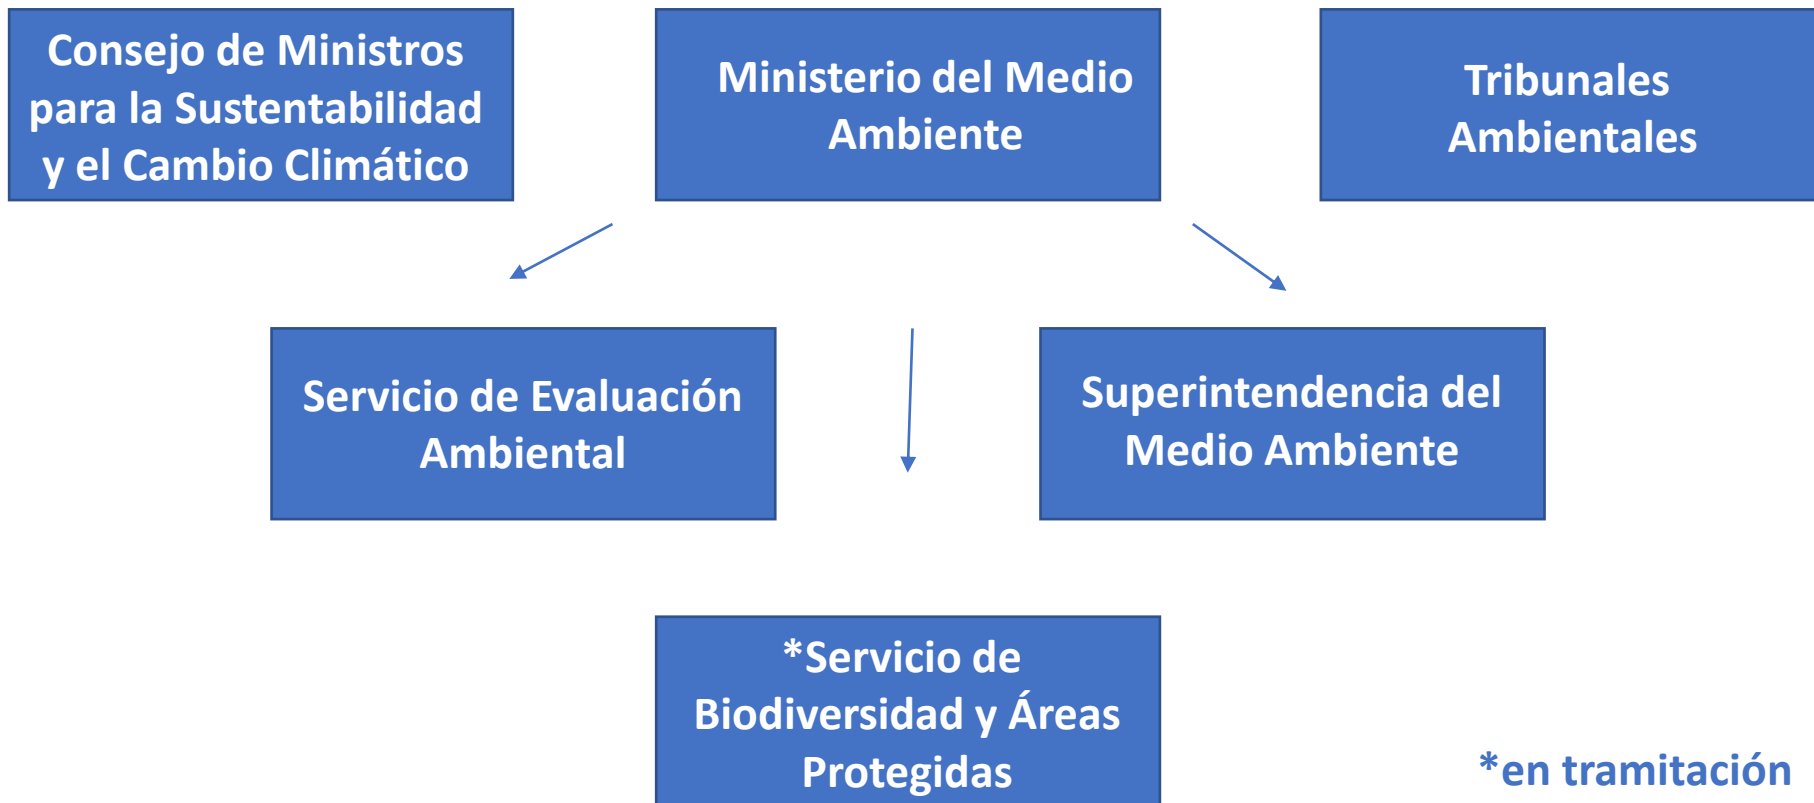 Consejo de Ministros
para la Sustentabilidad
y el Cambio Climático
Ministerio del Medio
Ambiente
Tribunales
Ambientales
Servicio de Evaluación
Ambiental
Superintendencia del
Medio Ambiente
*Servicio de
Biodiversidad y Áreas
Protegidas
*en tramitación